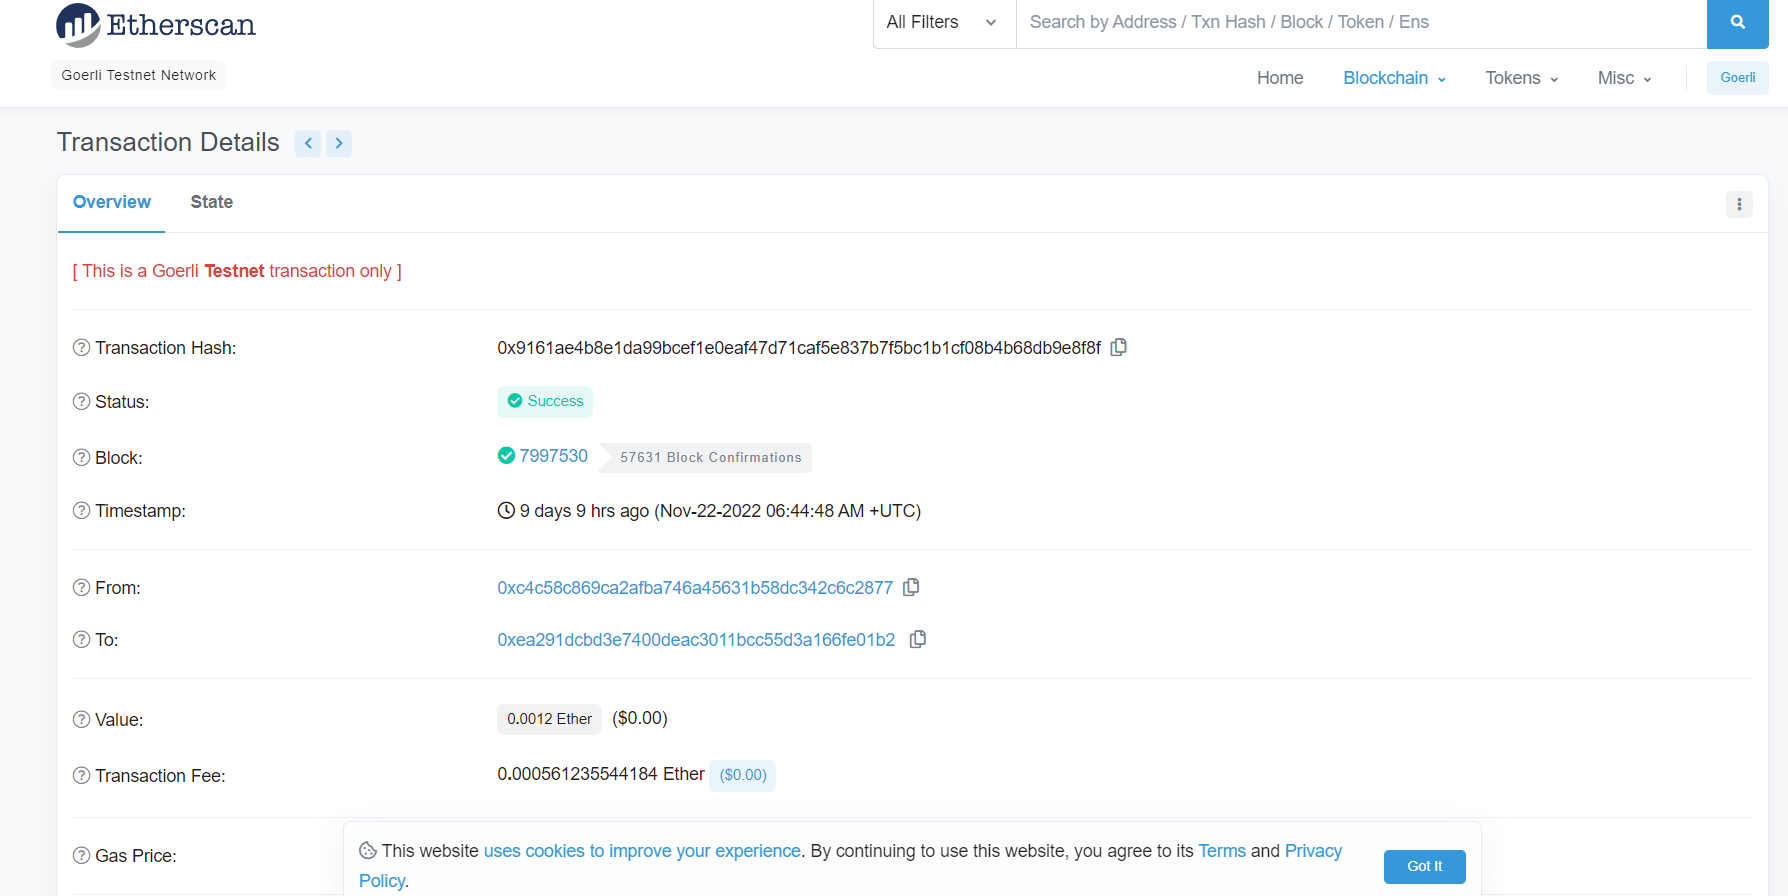 Etherscan
All Filters
Search by Address / Txn Hash / Block / Token / Ens
Goerli Testnet Network
Home Blockchain Tokens Misc Goerli
Transaction Details
Overview State
[ This is a Goerli Testnet transaction only ]
Transaction Hash: 0x9161ae4b8e1da99bcef1e0eaf47d71caf5e837b7f5bc1b1cf08b4b68db9e8f8f
Status: Success
Block: 7997530 57631 Block Confirmations
Timestamp: 9 days 9 hrs ago (Nov-22-2022 06:44:48 AM +UTC)
From: 0xc4c58c869ca2afba746a45631b58dc342c6c2877
To: 0xea291dcbd3e7400deac3011bcc55d3a166fe01b2
Value: 0.0012 Ether ($0.00)
Transaction Fee: 0.000561235544184 Ether ($0.00)
Gas Price:
This website uses cookies to improve your experience. By continuing to use this website, you agree to its Terms and Privacy
Policy.
Got It